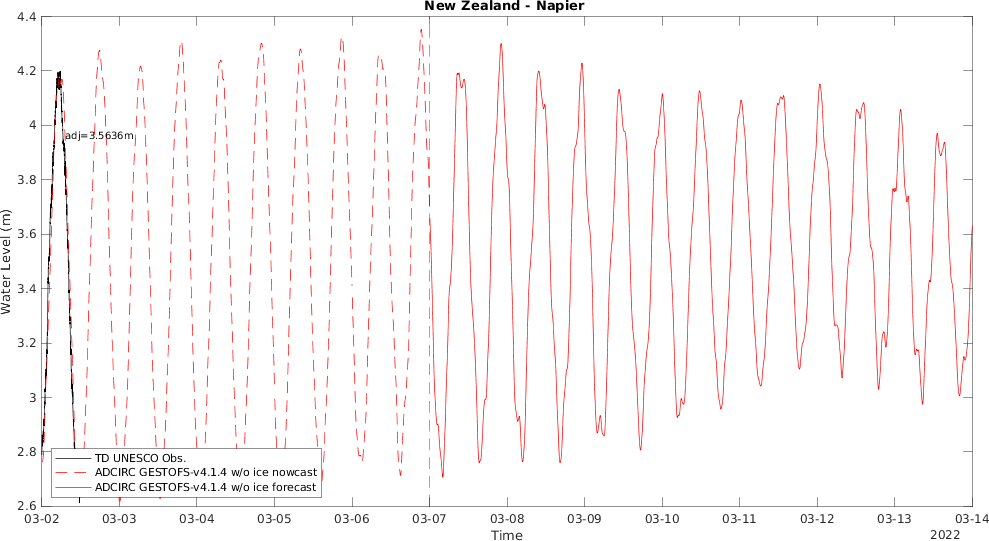 New Zealand - Napier
4.4
4.2
4
3.8
3.6
3.4
3.2
3
2.8
2.6
Water Level (m)
adj=3.5636m
TD UNESCO Obs.
ADCIRC GESTOFS-v4.1.4 w/o ice nowcast
ADCIRC GESTOFS-v4.1.4 w/o ice forecast
03-02 03-03 03-04 03-05 03-06 03-07 03-08 03-09 03-10 03-11 03-12 03-13 03-14
Time
2022